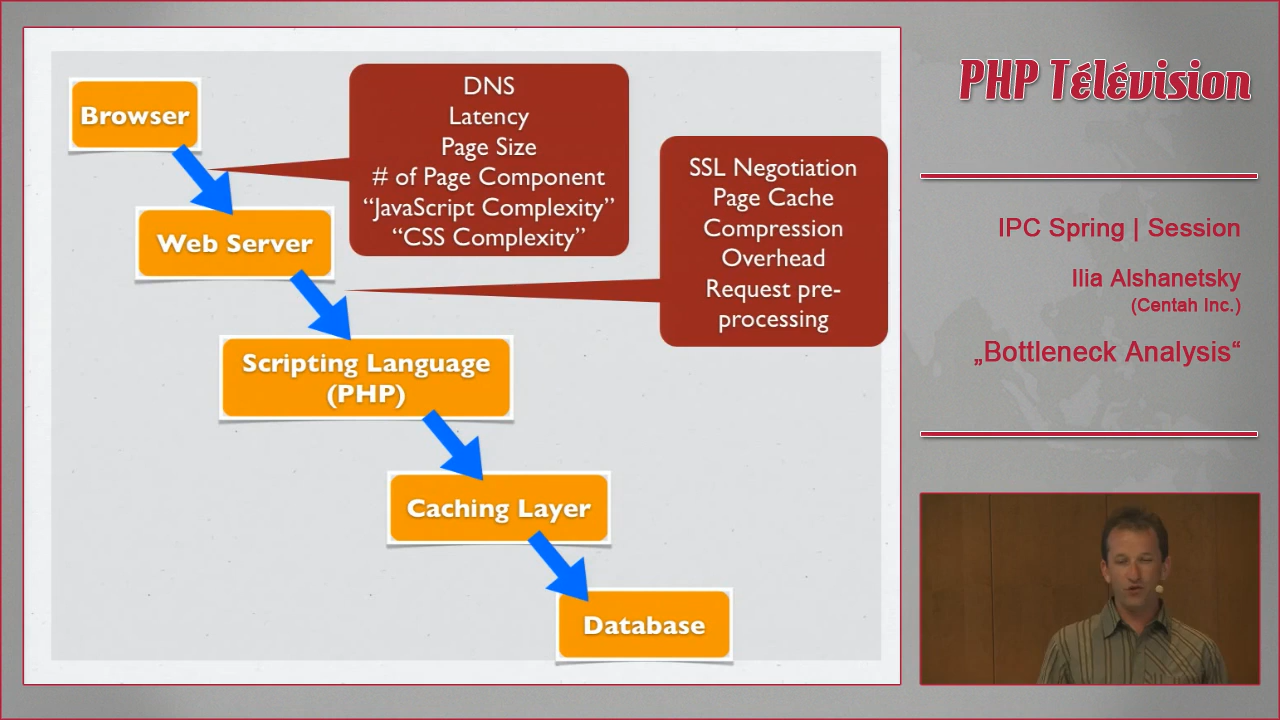 Browser
DNS
Latency
Page Size
# of Page Component
“JavaScript Complexity”
“CSS Complexity”
SSL Negotiation
Page Cache
Compression
Overhead
Request pre-
processing
Web Server
Scripting Language
(PHP)
Caching Layer
Database
PHP Télévision
IPC Spring | Session
Ilia Alshanetsky
(Centah Inc.)
„Bottleneck Analysis“